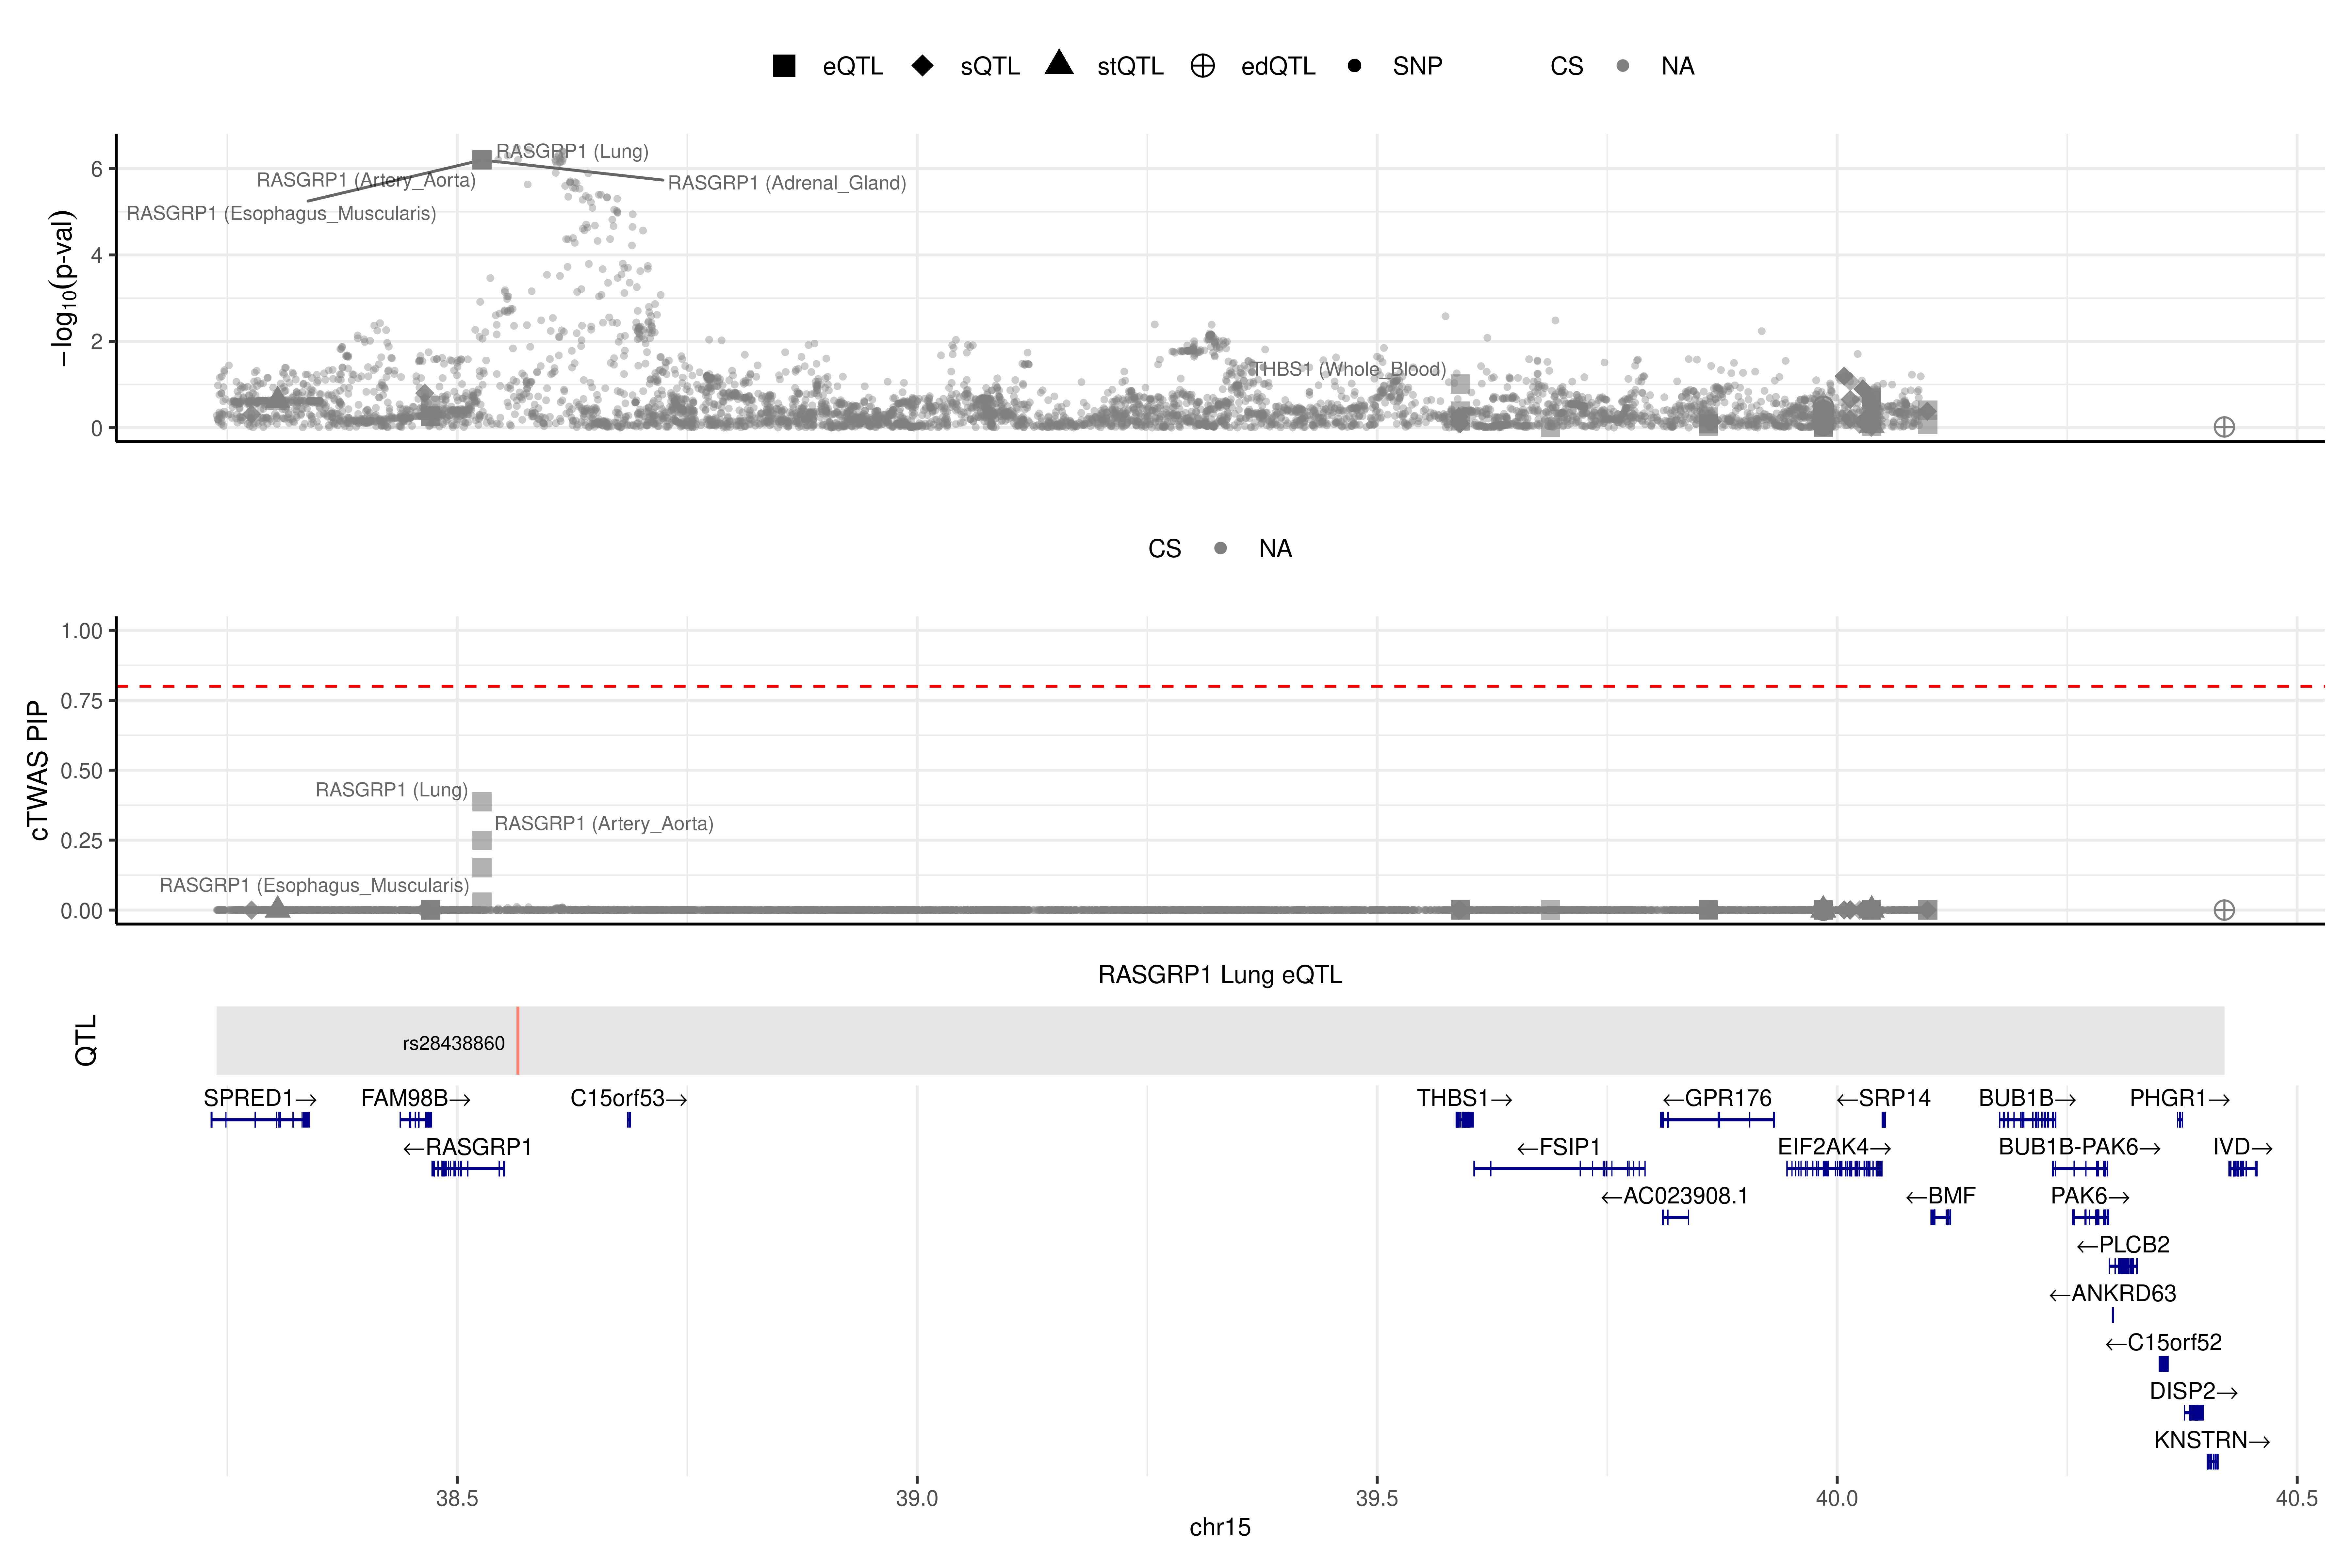 eQTL sQTL stQTL edQTL SNP CS NA
−log10(p-val)
6
4
2
0
RASGRP1 (Lung)
RASGRP1 (Artery_Aorta)
RASGRP1 (Adrenal_Gland)
RASGRP1 (Esophagus_Muscularis)
THBS1 (Whole_Blood)
CS NA
cTWAS PIP
1.00
0.75
0.50
0.25
0.00
RASGRP1 (Lung)
RASGRP1 (Artery_Aorta)
RASGRP1 (Esophagus_Muscularis)
RASGRP1 Lung eQTL
QTL
rs28438860
SPRED1→ FAM98B→ C15orf53→ THBS1→ ←GPR176 ←SRP14 BUB1B→ PHGR1→
←RASGRP1 ←FSIP1 EIF2AK4→ BUB1B-PAK6→ IVD→
←AC023908.1 ←BMF PAK6→
←PLCB2
←ANKRD63
←C15orf52
DISP2→
KNSTRN→
38.5 39.0 39.5 40.0 40.5
chr15